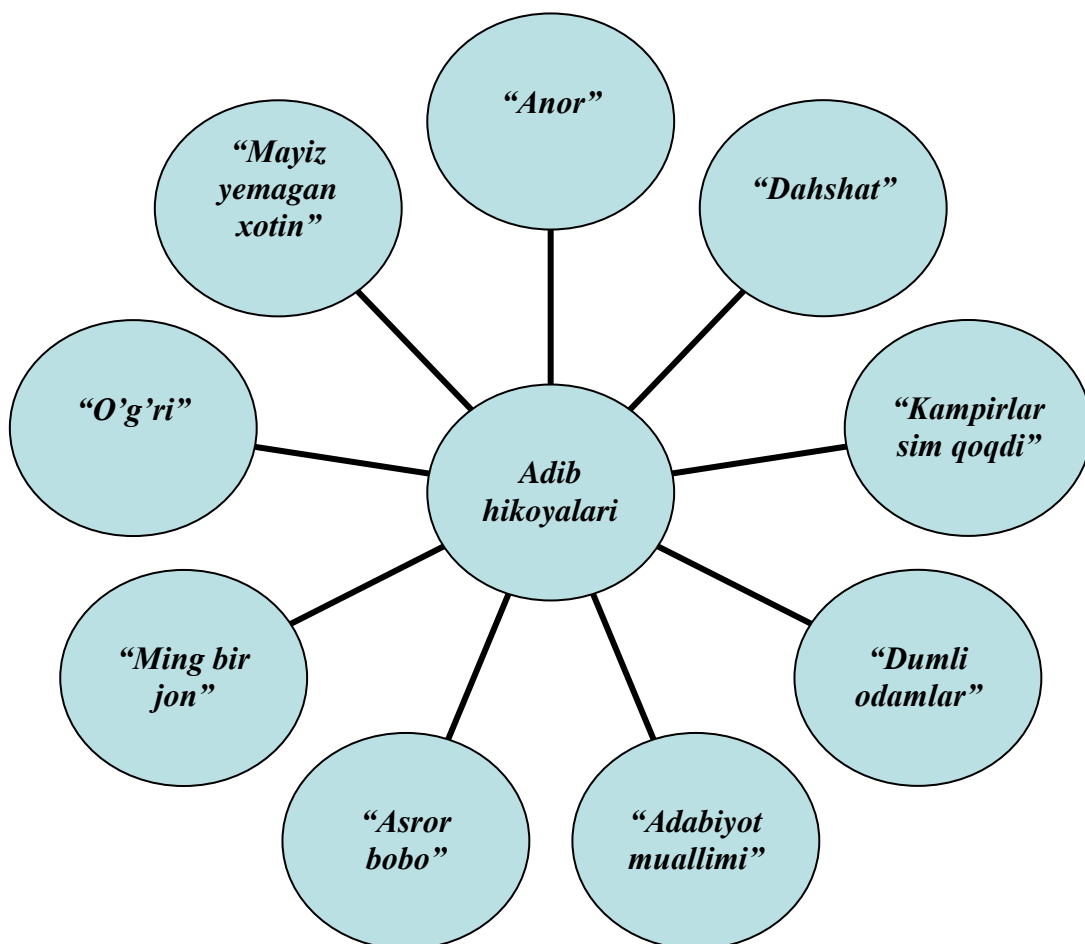 “Anor”
“Mayiz
yemagan
xotin”
“Dahshat”
“O’g’ri”
“Kampirlar
sim qoqdi”
Adib
hikoyalari
“Ming bir
jon”
“Dumli
odamlar”
“Asror
bobo”
“Adabiyot
muallimi”